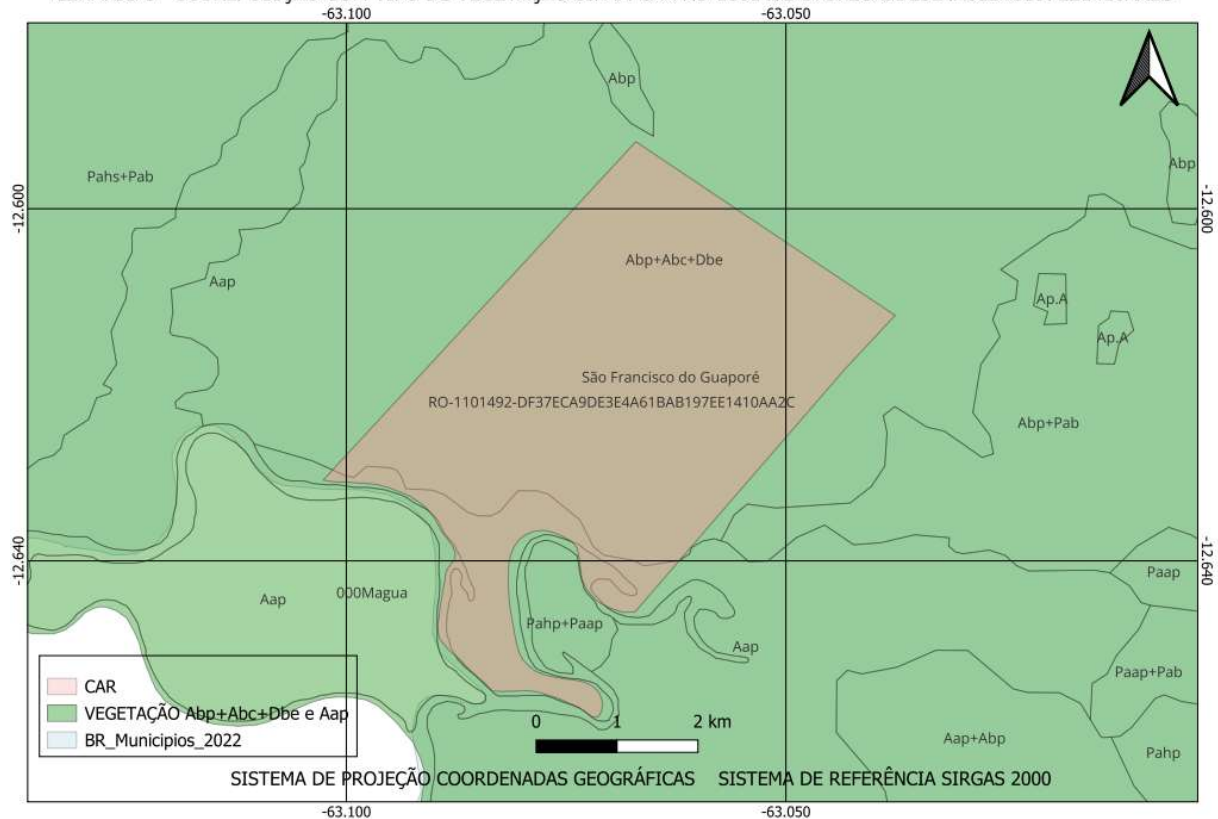 -63.100 -63.050
Abp
Pahs+Pab
Abp
-12.600 -12.600
Abp+Abc+Dbe
Aap
Ap.A
Ap.A
São Francisco do Guaporé
RO-1101492-DF37ECA9DE3E4A61BAB197EE1410AA2C
Abp+Pab
-12.640 -12.640
Paap
Aap 000Magua
Pahp+Paap
Aap
Paap+Pab
CAR
VEGETAÇÃO Abp+Abc+Dbe e Aap
BR_Municipios_2022
0 1 2 km
Aap+Abp
Pahp
SISTEMA DE PROJEÇÃO COORDENADAS GEOGRÁFICAS SISTEMA DE REFERÊNCIA SIRGAS 2000
-63.100 -63.050